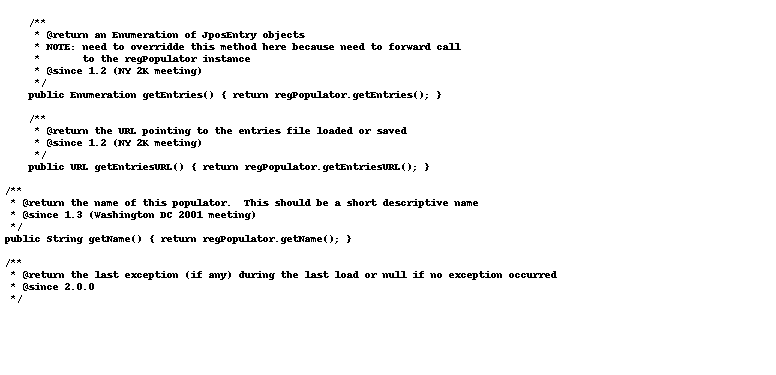 /**
 * @return an Enumeration of JposEntry objects
 * NOTE: need to overridde this method here because need to forward call
 *       to the regPopulator instance
 * @since 1.2 (NY 2K meeting)
 */
public Enumeration getEntries() { return regPopulator.getEntries(); }
/**
 * @return the URL pointing to the entries file loaded or saved
 * @since 1.2 (NY 2K meeting)
 */
public URL getEntriesURL() { return regPopulator.getEntriesURL(); }
/**
 * @return the name of this populator.  This should be a short descriptive name
 * @since 1.3 (Washington DC 2001 meeting)
 */
public String getName() { return regPopulator.getName(); }
/**
 * @return the last exception (if any) during the last load or null if no exception occurred
 * @since 2.0.0
 */